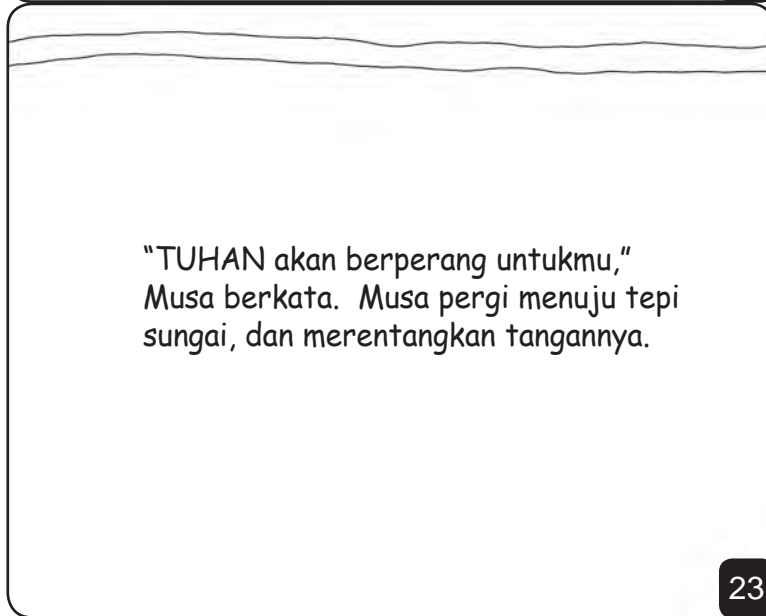 “TUHAN akan berperang untukmu,”
Musa berkata.  Musa pergi menuju tepi
sungai, dan merentangkan tangannya.
23